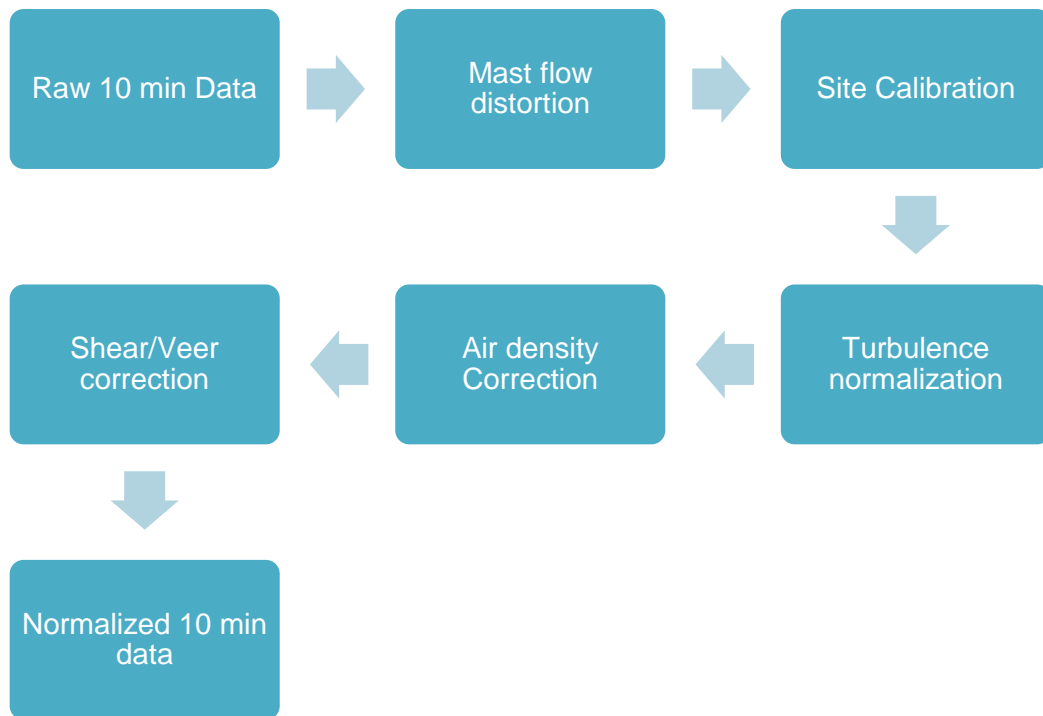 Raw 10 min Data
Mast flow
distortion
Site Calibration
Turbulence
normalization
Air density
Correction
Shear/Veer
correction
Normalized 10 min
data